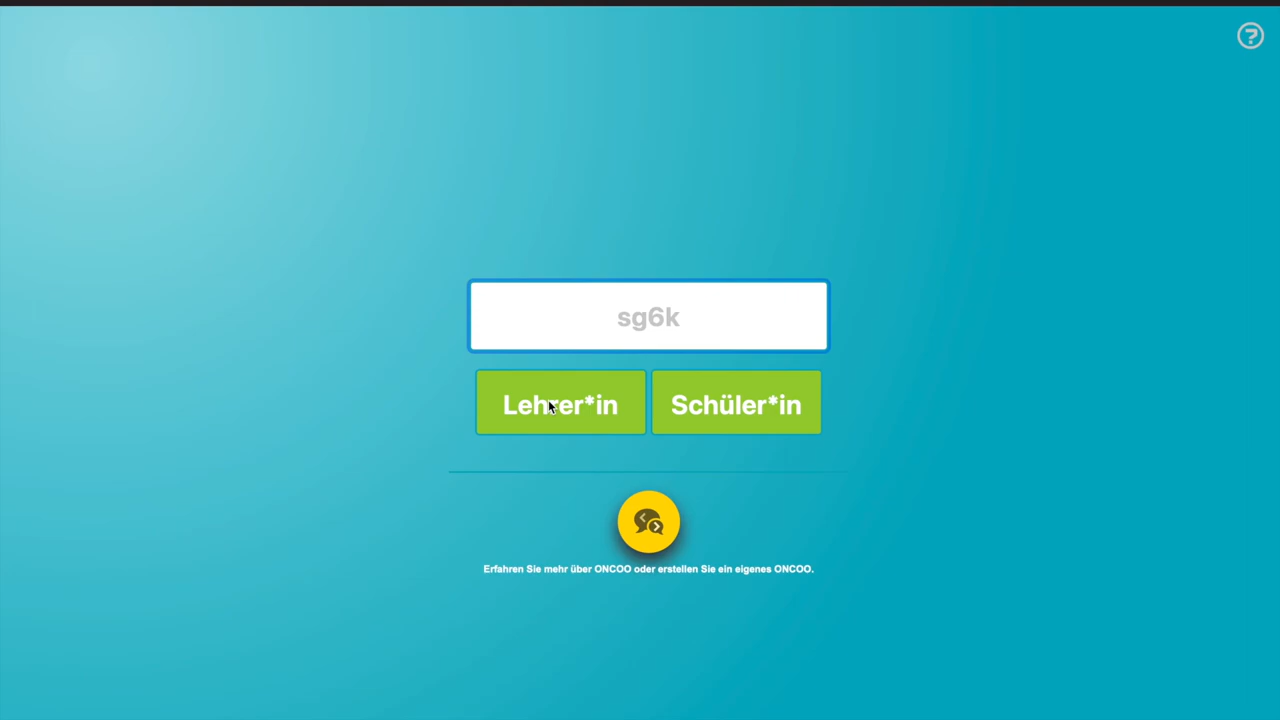 ?
sg6k
Lehrer*in
Schüler*in
Erfahren Sie mehr über ONCOO oder erstellen Sie ein eigenes ONCOO.